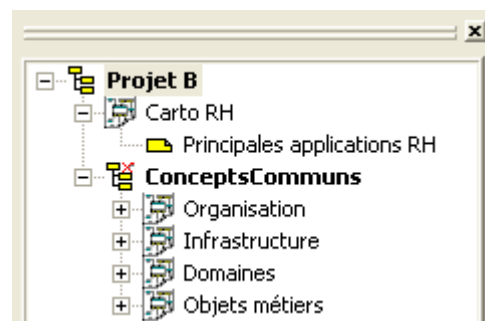 Projet B
Carto RH
Principales applications RH
ConceptsCommuns
Organisation
Infrastructure
Domaines
Objets métiers